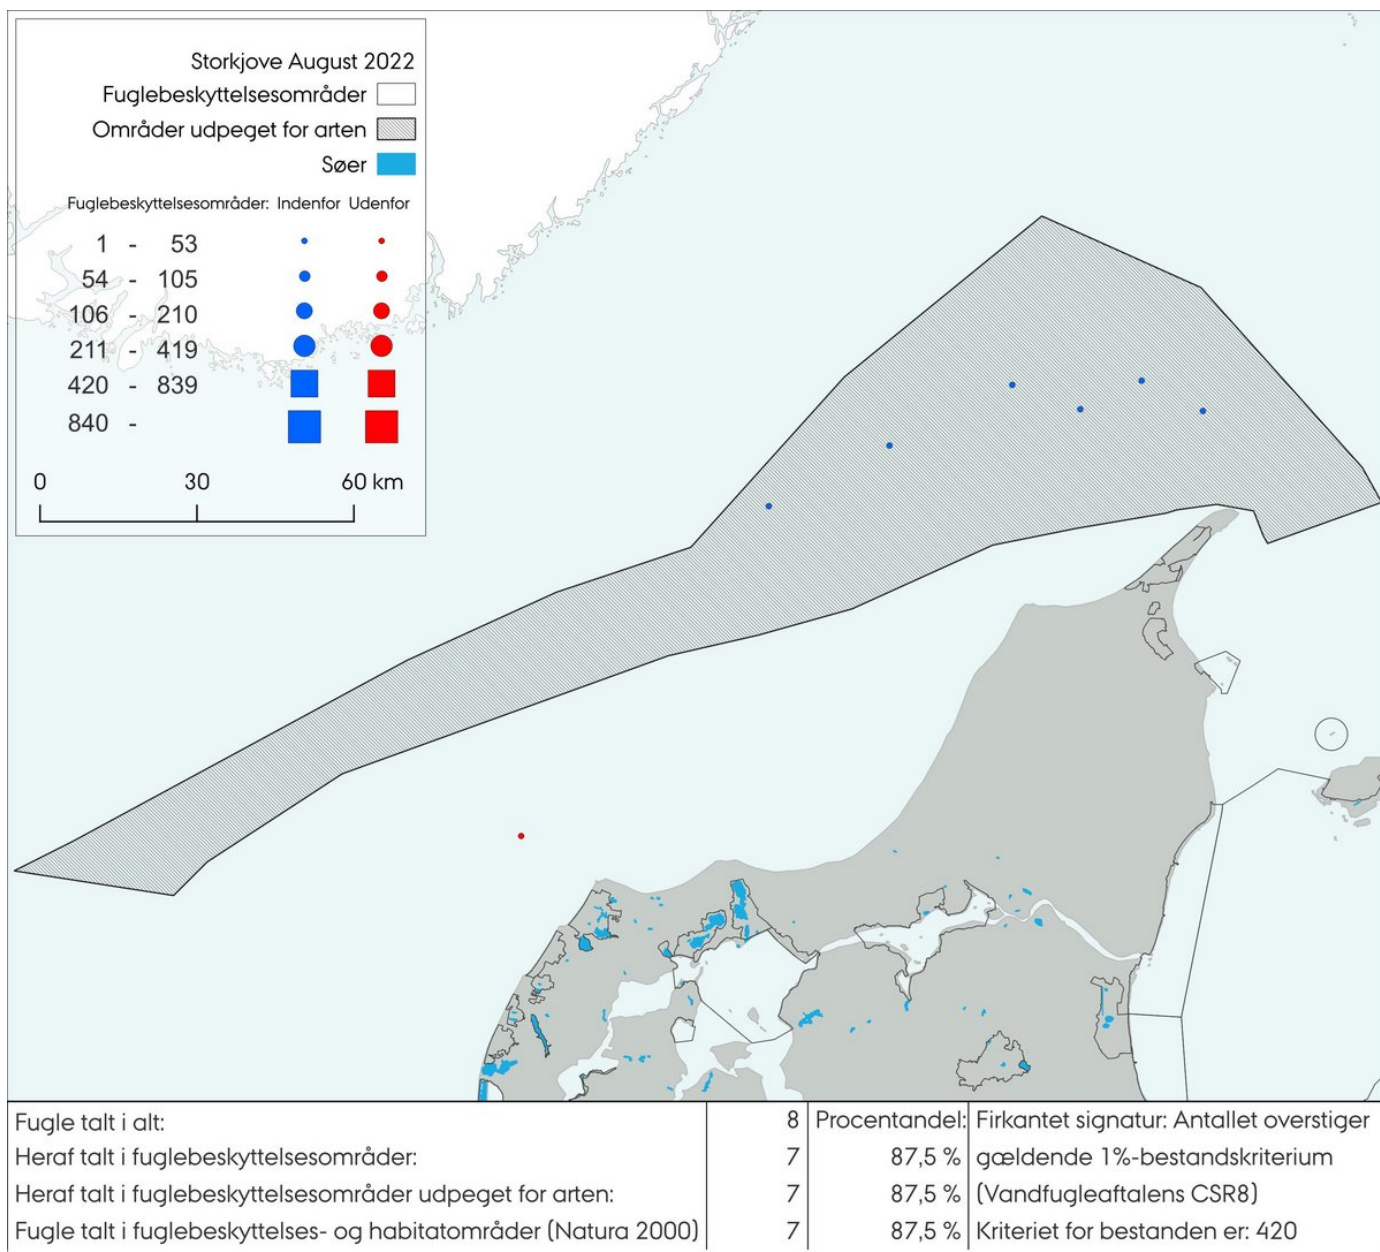 Storkjove August 2022
Fuglebeskyttelsesområder
Områder udpeget for arten
Søer
Fuglebeskyttelsesområder: Indenfor Udenfor
1 - 53
54 - 105
106 - 210
211 - 419
420 - 839
840 -
0 30 60 km
Fugle talt i alt: 8 Procentandel: Firkantet signatur: Antallet overstiger
Heraf talt i fuglebeskyttelsesområder: 7 87,5 % gældende 1%-bestandskriterium
Heraf talt i fuglebeskyttelsesområder udpeget for arten: 7 87,5 % (Vandfugleaftalens CSR8)
Fugle talt i fuglebeskyttelses- og habitatområder (Natura 2000) 7 87,5 % Kriteriet for bestanden er: 420